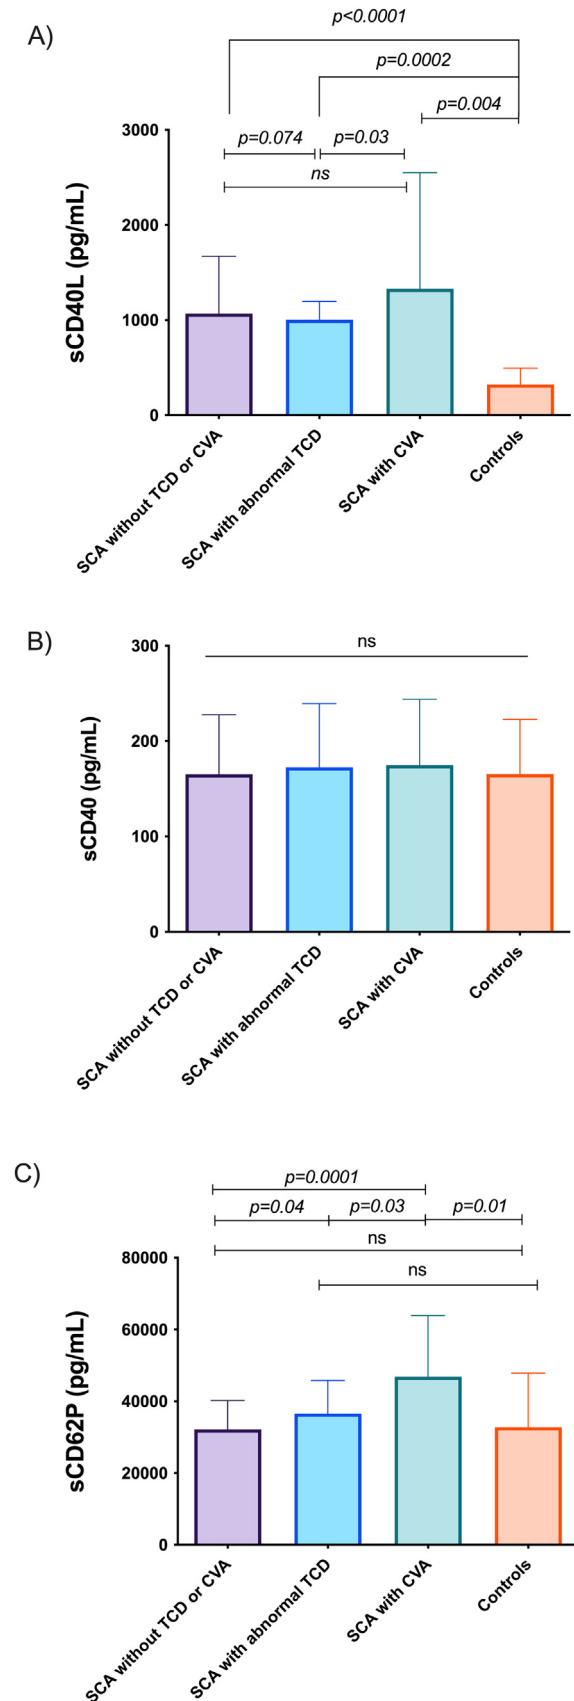 A)
p<0.0001
p=0.0002
p=0.004
p=0.074 p=0.03
ns
sCD40L (pg/mL)
3000
2000
1000
0
SCA without TCD or CVA
SCA with abnormal TCD
SCA with CVA
Controls
B)
ns
sCD40 (pg/mL)
300
200
100
0
SCA without TCD or CVA
SCA with abnormal TCD
SCA with CVA
Controls
C)
p=0.0001
p=0.04 p=0.03 p=0.01
ns
ns
sCD62P (pg/mL)
80000
60000
40000
20000
0
SCA without TCD or CVA
SCA with abnormal TCD
SCA with CVA
Controls